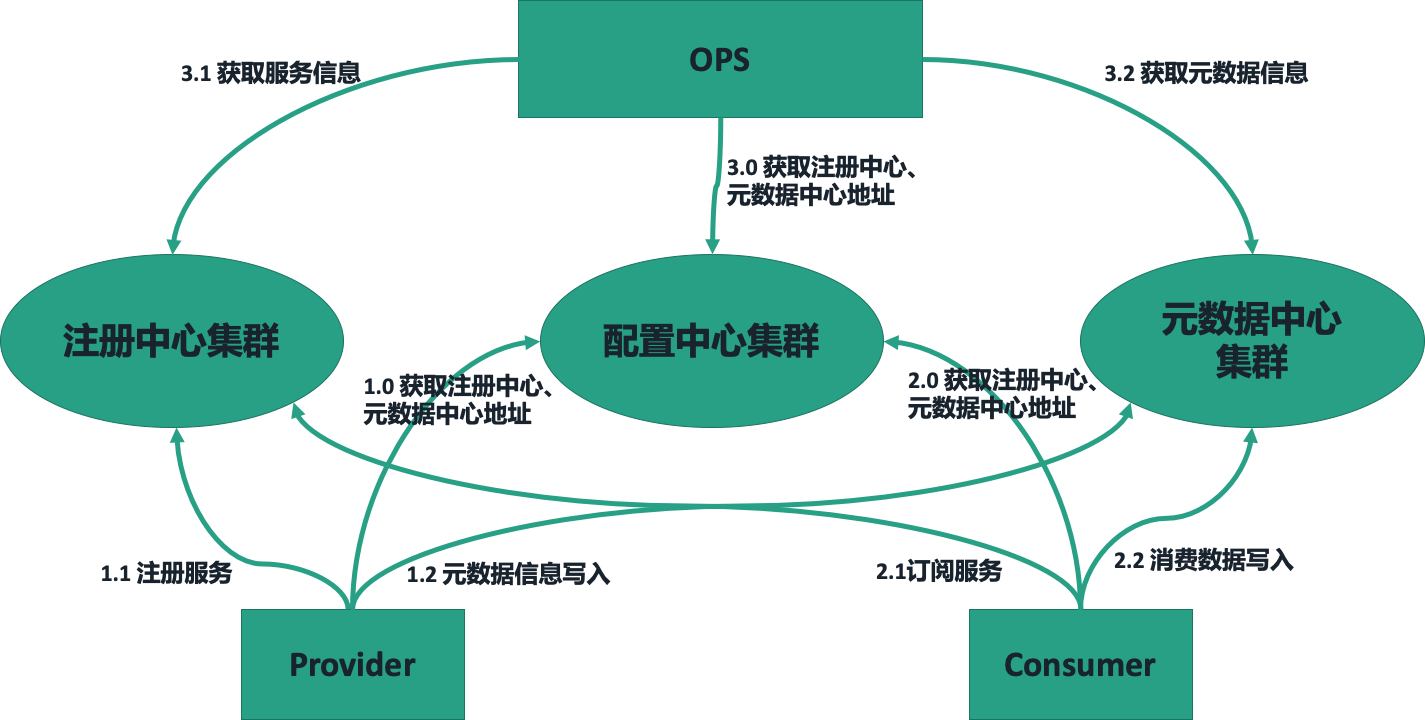 OPS
3.1 获取服务信息
3.2 获取元数据信息
3.0 获取注册中心、
元数据中心地址
注册中心集群
配置中心集群
元数据中心
集群
1.0 获取注册中心、
元数据中心地址
2.0 获取注册中心、
元数据中心地址
1.1 注册服务
1.2 元数据信息写入
2.1订阅服务
2.2 消费数据写入
Provider
Consumer